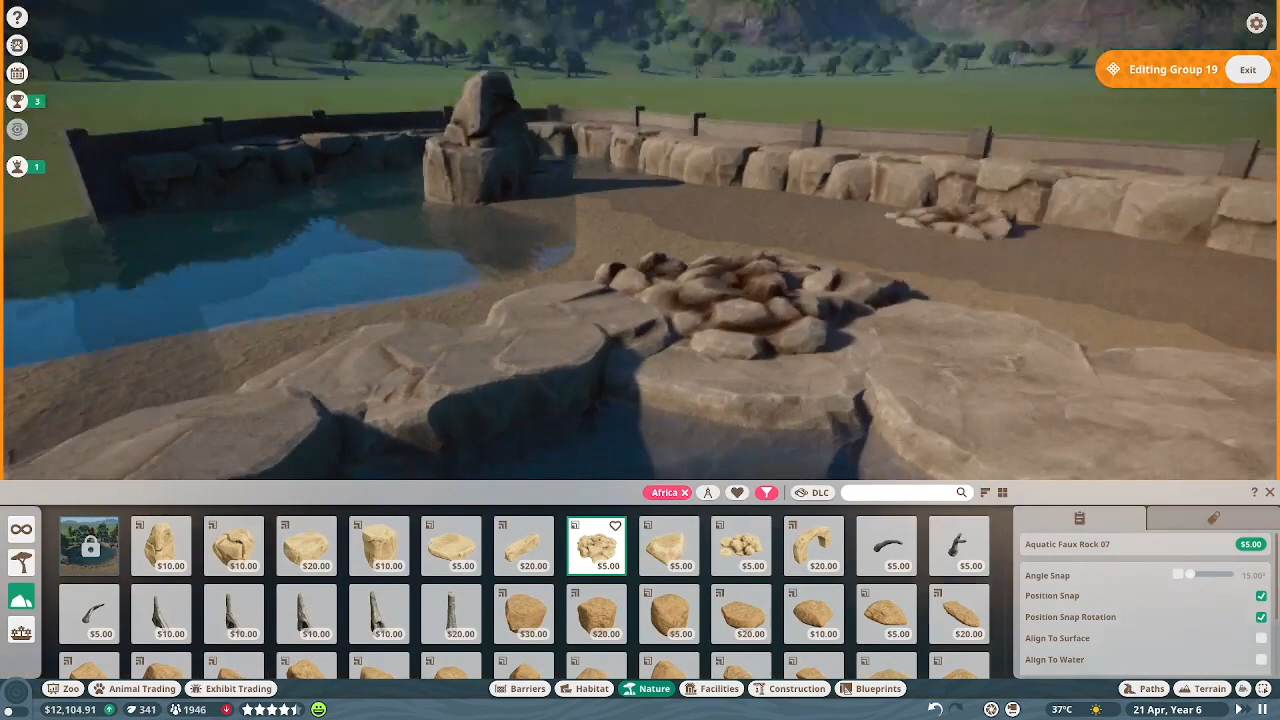 ?
Editing Group 19 Exit
3
1
Africa × DLC
? ×
$10.00 $10.00 $20.00 $10.00 $5.00 $20.00 $5.00 $5.00 $5.00 $20.00 $5.00 $5.00
$5.00 $10.00 $10.00 $10.00 $10.00 $20.00 $30.00 $20.00 $5.00 $20.00 $10.00 $5.00 $20.00
Aquatic Faux Rock 07 $5.00
Angle Snap 15.00°
Position Snap
Position Snap Rotation
Align To Surface
Align To Water
Zoo Animal Trading Exhibit Trading Barriers Habitat Nature Facilities Construction Blueprints Paths Terrain
$12,104.91 341 1946 37°C 21 Apr, Year 6